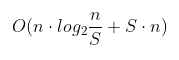 O(n · log₂ n/S + S · n)